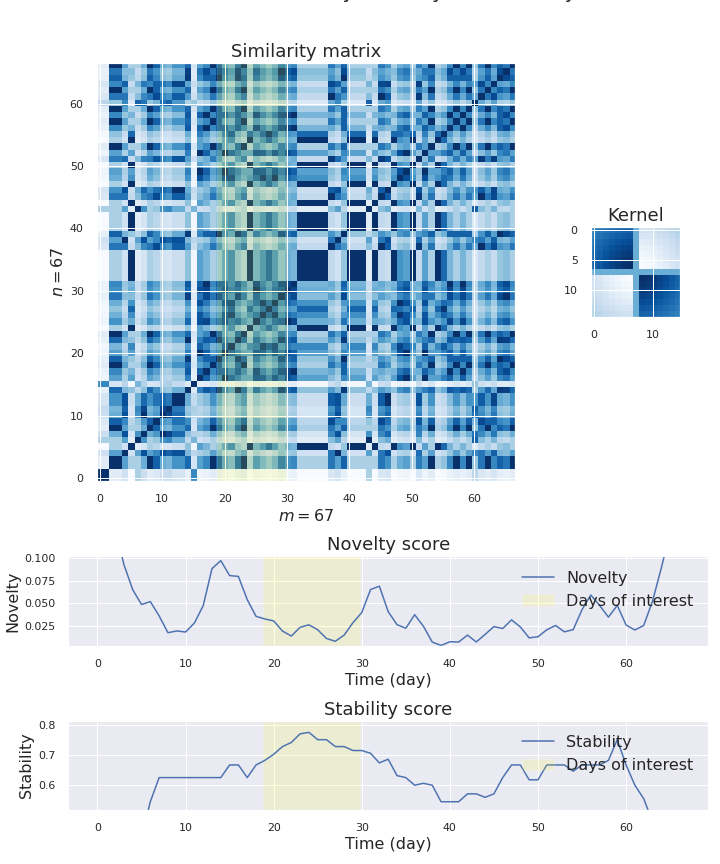 Similarity matrix
60
50
40
30
20
10
0
n = 67
0 10 20 30 40 50 60
m = 67
Kernel
0
5
10
0 10
Novelty score
0.100
0.075
0.050
0.025
Novelty
Novelty
Days of interest
0 10 20 30 40 50 60
Time (day)
Stability score
0.8
0.7
0.6
Stability
Stability
Days of interest
0 10 20 30 40 50 60
Time (day)